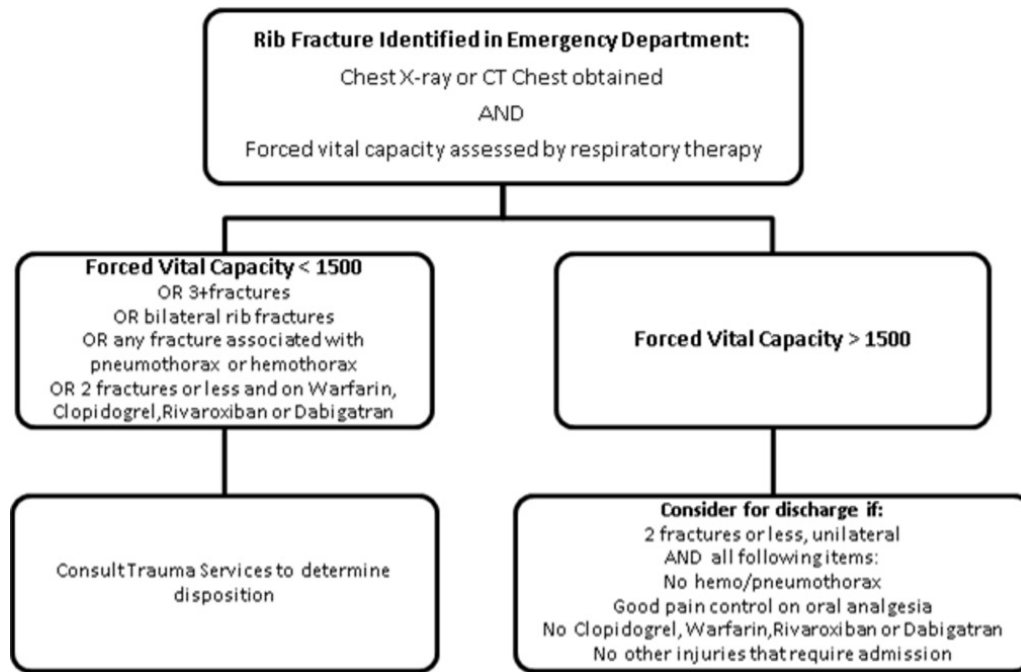 Rib Fracture Identified in Emergency Department:
Chest X-ray or CT Chest obtained
AND
Forced vital capacity assessed by respiratory therapy
Forced Vital Capacity < 1500
OR 3+fractures
OR bilateral rib fractures
OR any fracture associated with
pneumothorax or hemothorax
OR 2 fractures or less and on Warfarin,
Clopidogrel,Rivaroxiban or Dabigatran
Forced Vital Capacity > 1500
Consult Trauma Services to determine
disposition
Consider for discharge if:
2 fractures or less, unilateral
AND all following items:
No hemo/pneumothorax
Good pain control on oral analgesia
No Clopidogrel, Warfarin,Rivaroxiban or Dabigatran
No other injuries that require admission